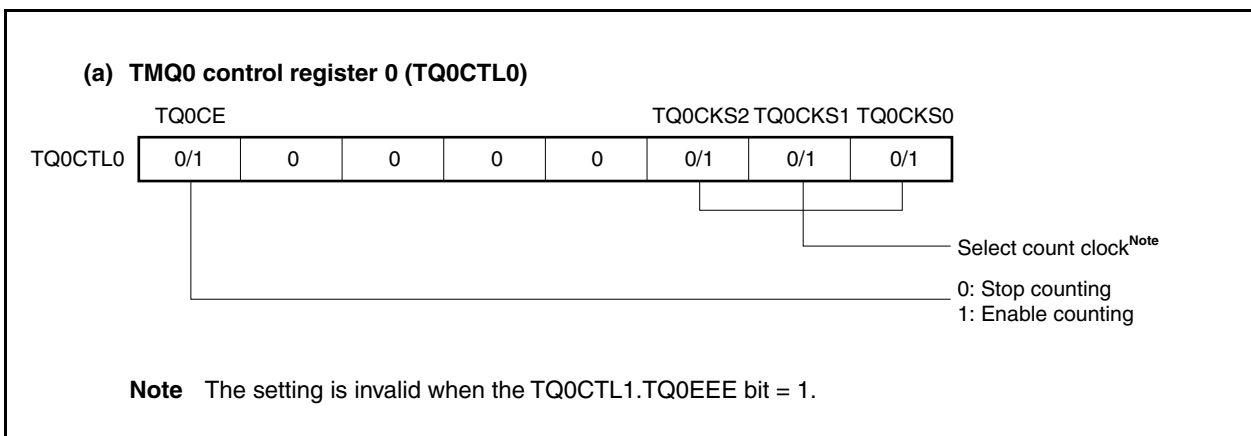 (a) TMQ0 control register 0 (TQ0CTL0)
TQ0CE TQ0CKS2 TQ0CKS1 TQ0CKS0
TQ0CTL0 0/1 0 0 0 0 0/1 0/1 0/1
Select count clock^Note
0: Stop counting
1: Enable counting
Note The setting is invalid when the TQ0CTL1.TQ0EEE bit = 1.